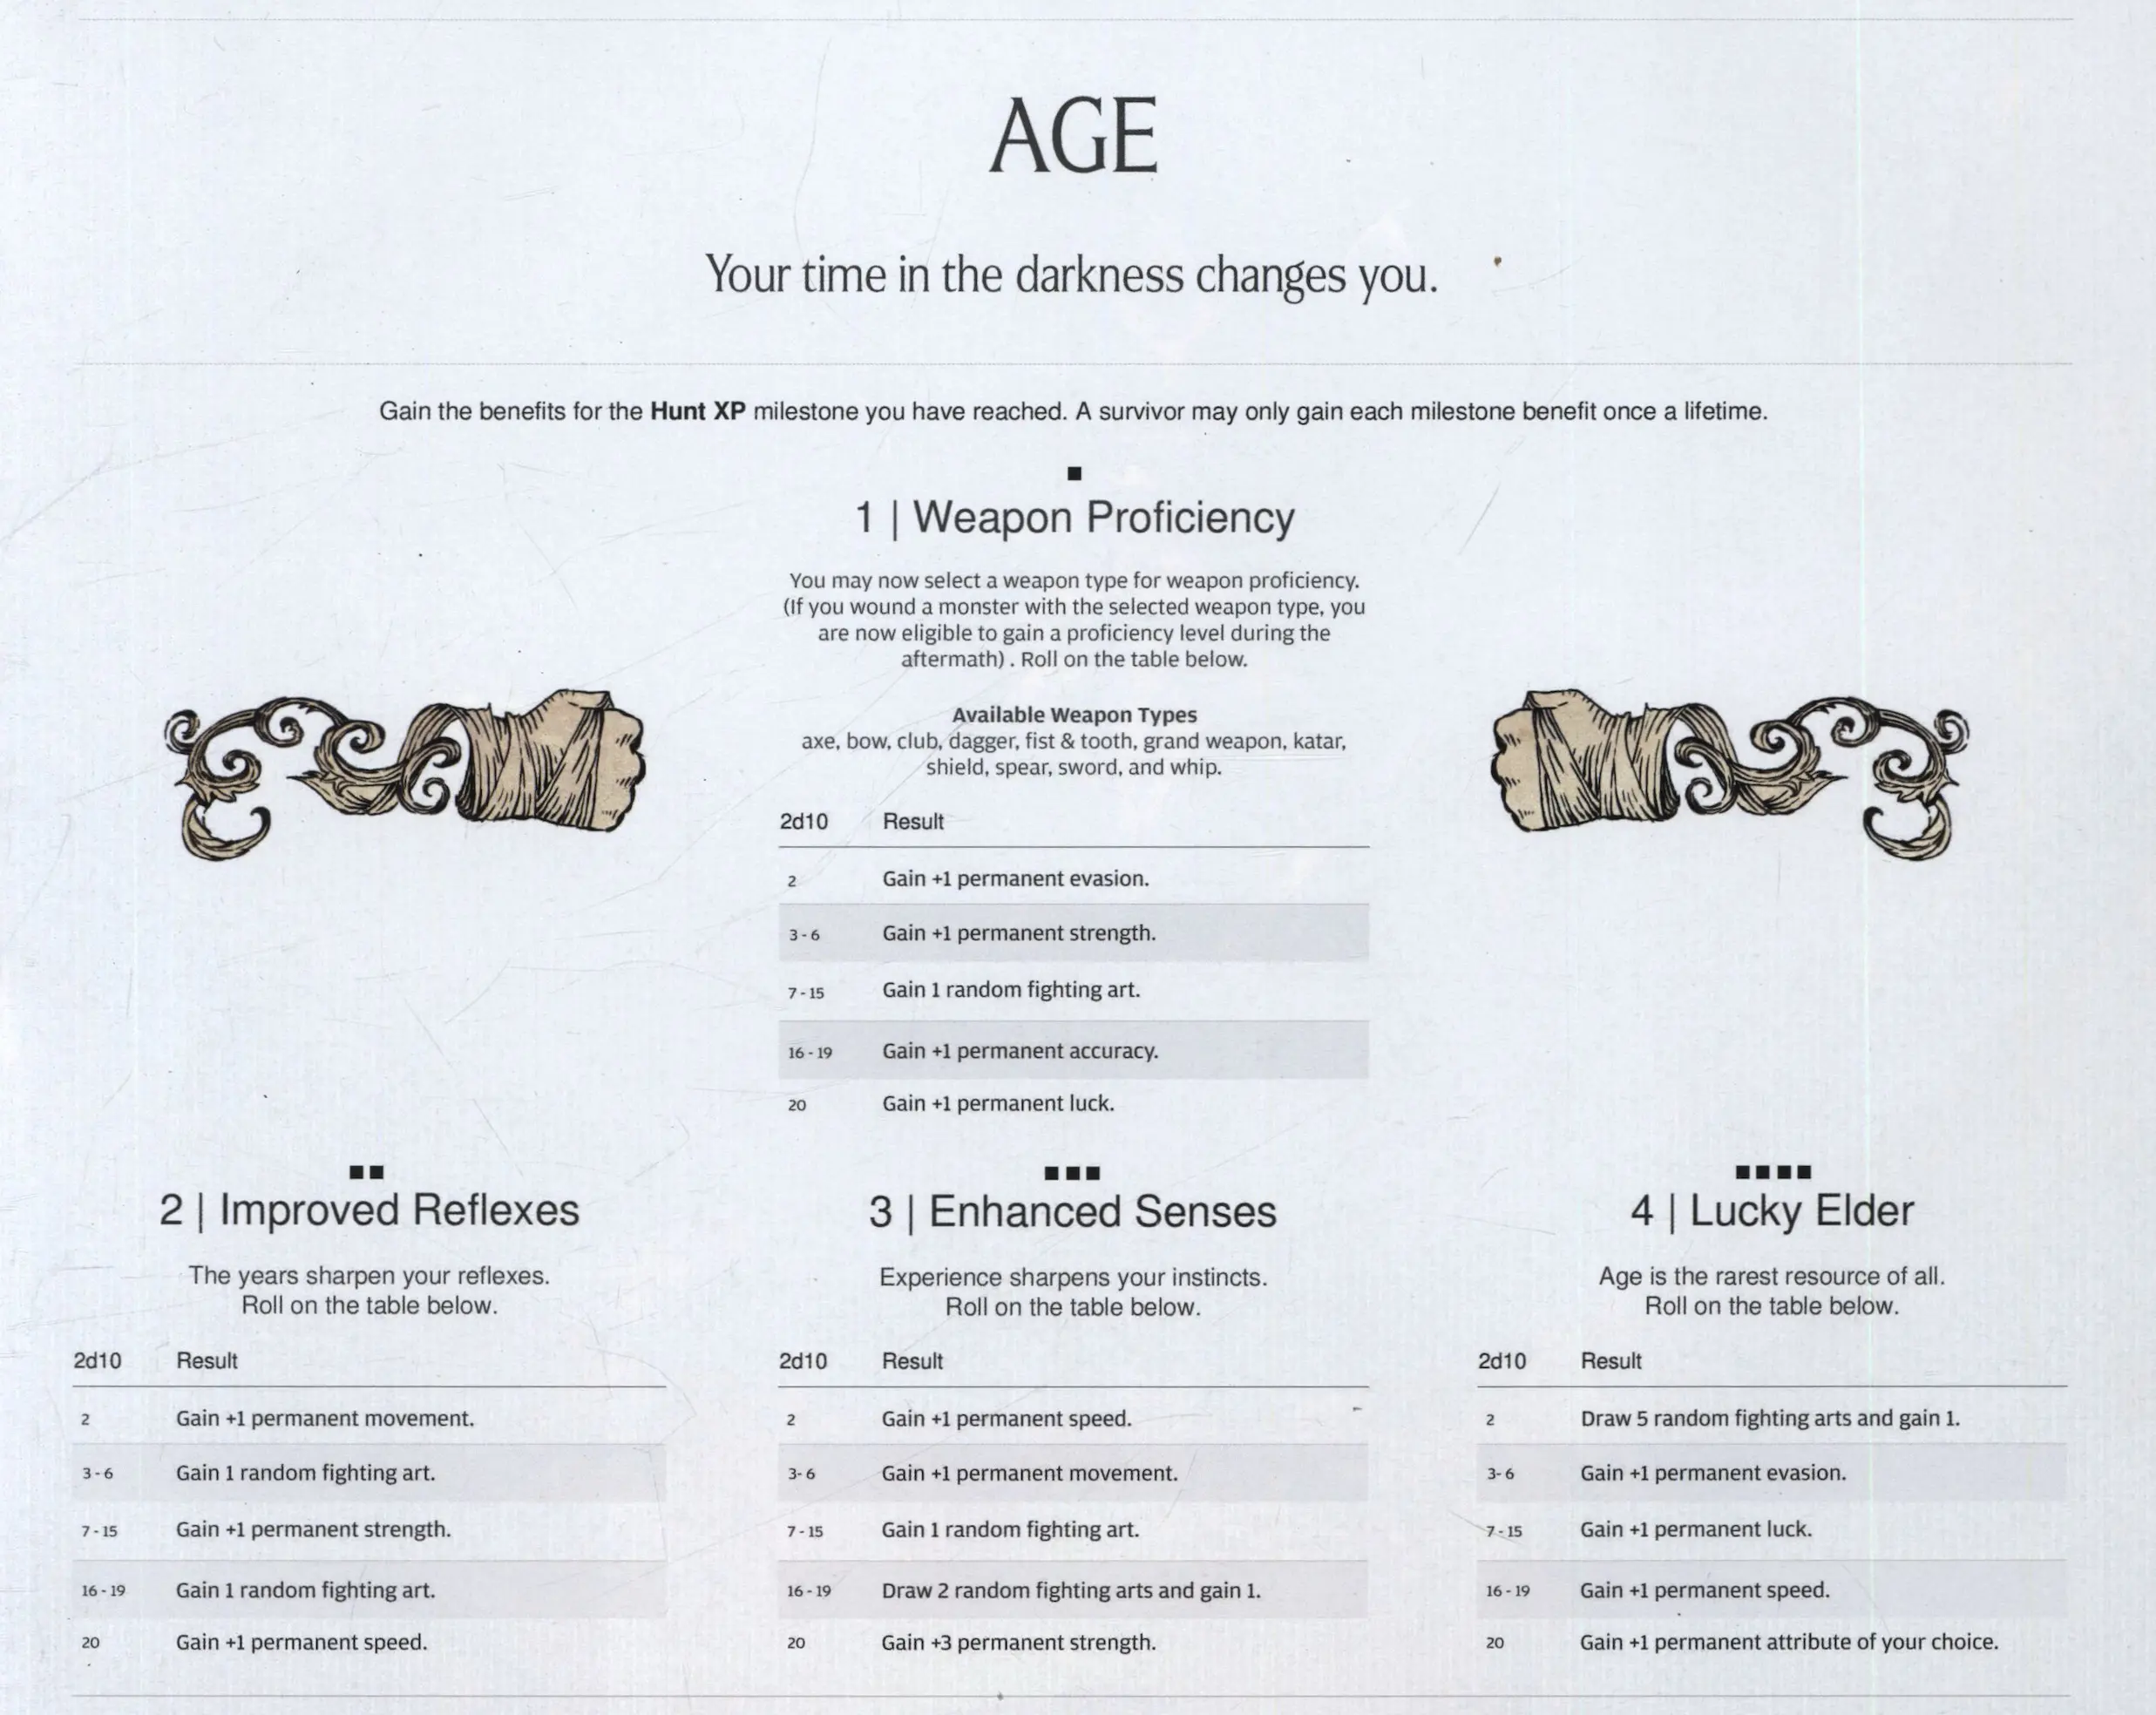 AGE
Your time in the darkness changes you.
Gain the benefits for the Hunt XP milestone you have reached. A survivor may only gain each milestone benefit once a lifetime.
1 | Weapon Proficiency
You may now select a weapon type for weapon proficiency.
(If you wound a monster with the selected weapon type, you
are now eligible to gain a proficiency level during the
aftermath) . Roll on the table below.
Available Weapon Types
axe, bow, club, dagger, fist & tooth, grand weapon, katar,
shield, spear, sword, and whip.
2d10 Result
2 Gain +1 permanent evasion.
3 - 6 Gain +1 permanent strength.
7 - 15 Gain 1 random fighting art.
16 - 19 Gain +1 permanent accuracy.
20 Gain +1 permanent luck.
2 | Improved Reflexes
The years sharpen your reflexes.
Roll on the table below.
2d10 Result
2 Gain +1 permanent movement.
3 - 6 Gain 1 random fighting art.
7 - 15 Gain +1 permanent strength.
16 - 19 Gain 1 random fighting art.
20 Gain +1 permanent speed.
3 | Enhanced Senses
Experience sharpens your instincts.
Roll on the table below.
2d10 Result
2 Gain +1 permanent speed.
3- 6 Gain +1 permanent movement.
7 - 15 Gain 1 random fighting art.
16 - 19 Draw 2 random fighting arts and gain 1.
20 Gain +3 permanent strength.
4 | Lucky Elder
Age is the rarest resource of all.
Roll on the table below.
2d10 Result
2 Draw 5 random fighting arts and gain 1.
3- 6 Gain +1 permanent evasion.
7 - 15 Gain +1 permanent luck.
16 - 19 Gain +1 permanent speed.
20 Gain +1 permanent attribute of your choice.